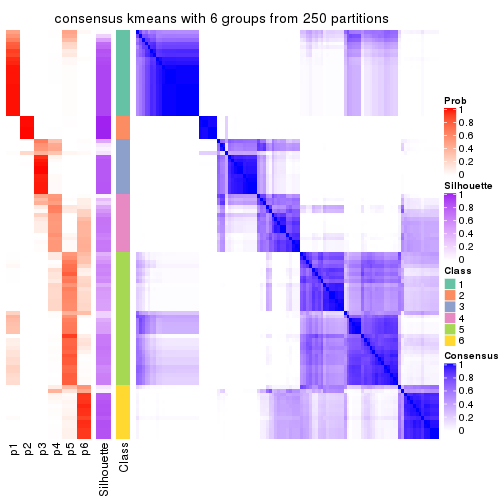 consensus kmeans with 6 groups from 250 partitions
Prob
1
0.8
0.6
0.4
0.2
0
Silhouette
1
0.8
0.6
0.4
0.2
0
Class
1
2
3
4
5
6
Consensus
1
0.8
0.6
0.4
0.2
0
p1
p2
p3
p4
p5
p6
Silhouette
Class